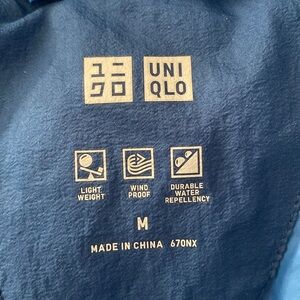 ユニ UNI
クロ QLO
LIGHT WEIGHT
WIND PROOF
DURABLE WATER REPELLENCY
M
MADE IN CHINA 670NX